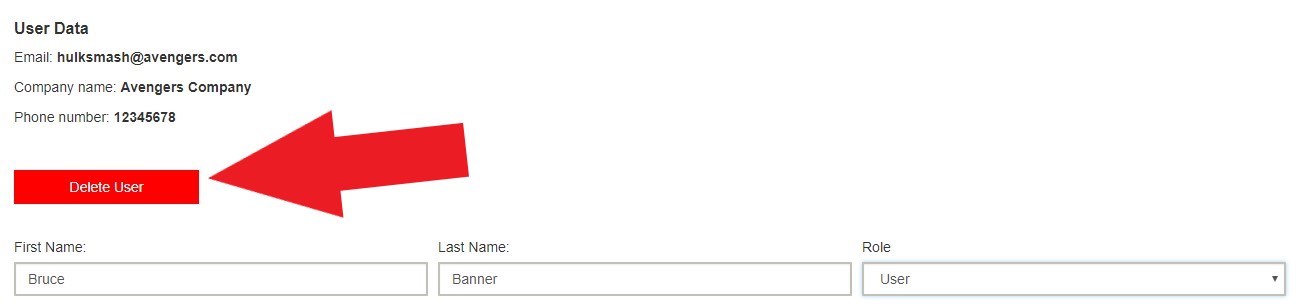 User Data
Email: hulksmash@avengers.com
Company name: Avengers Company
Phone number: 12345678
Delete User
First Name: Last Name: Role
Bruce Banner User